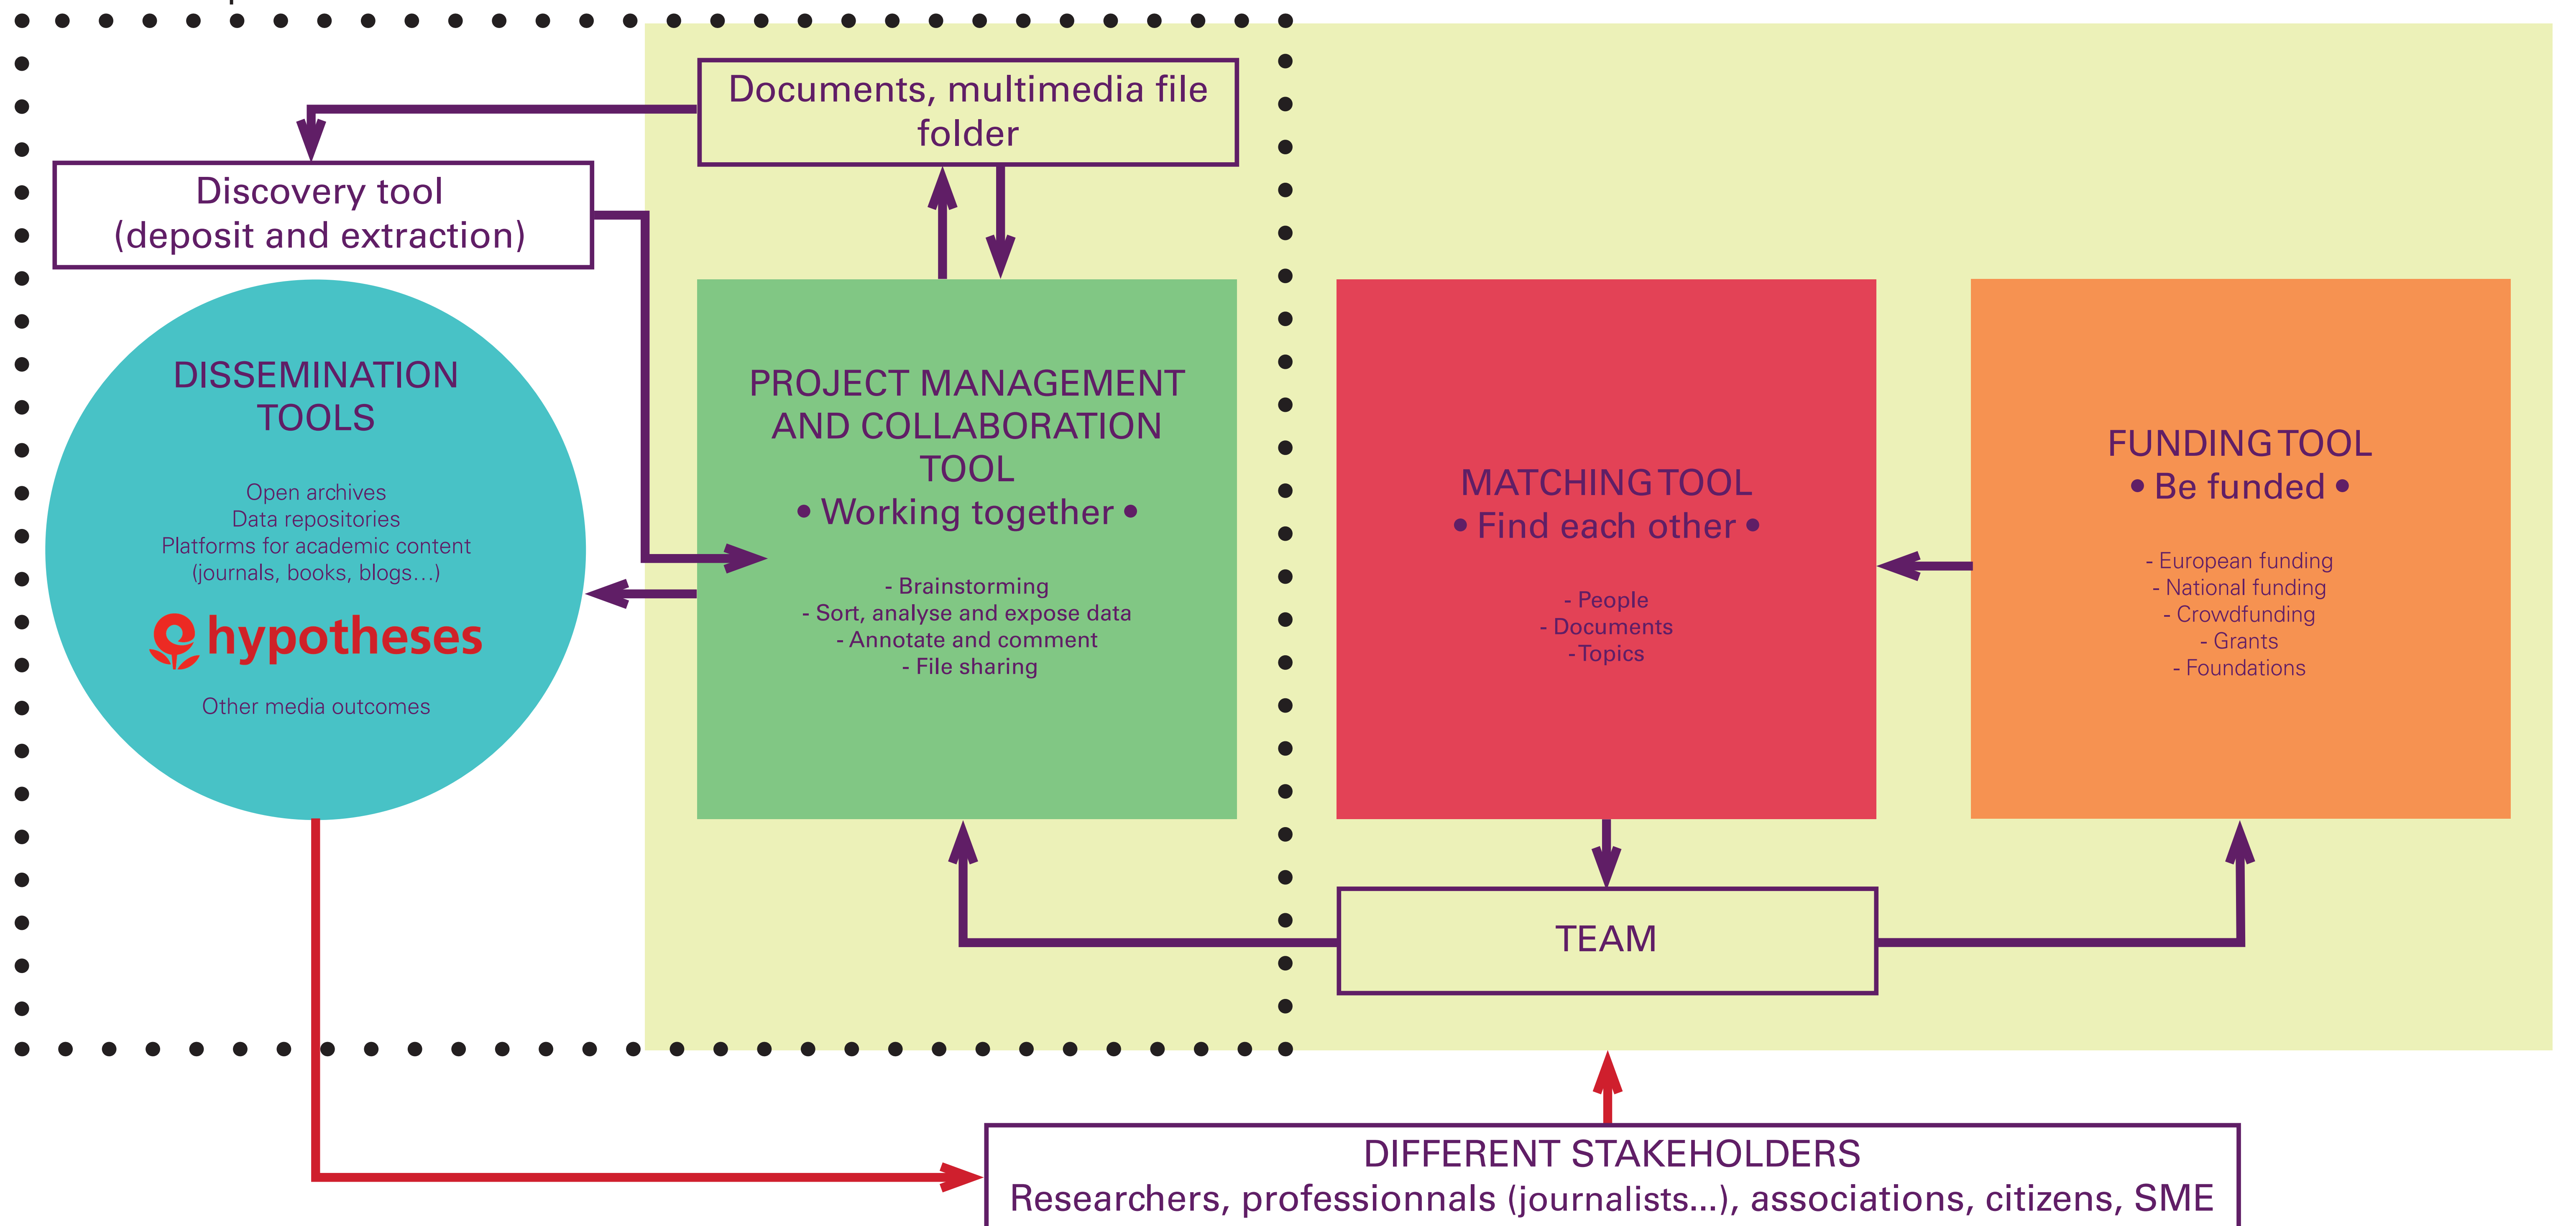 Documents, multimedia file
folder
Discovery tool
(deposit and extraction)
DISSEMINATION
TOOLS
Open archives
Data repositories
Platforms for academic content
(journals, books, blogs...)
hypotheses
Other media outcomes
PROJECT MANAGEMENT
AND COLLABORATION
TOOL
• Working together •
- Brainstorming
- Sort, analyse and expose data
- Annotate and comment
- File sharing
MATCHING TOOL
• Find each other •
- People
- Documents
- Topics
FUNDING TOOL
• Be funded •
- European funding
- National funding
- Crowdfunding
- Grants
- Foundations
TEAM
DIFFERENT STAKEHOLDERS
Researchers, professionnals (journalists...), associations, citizens, SME